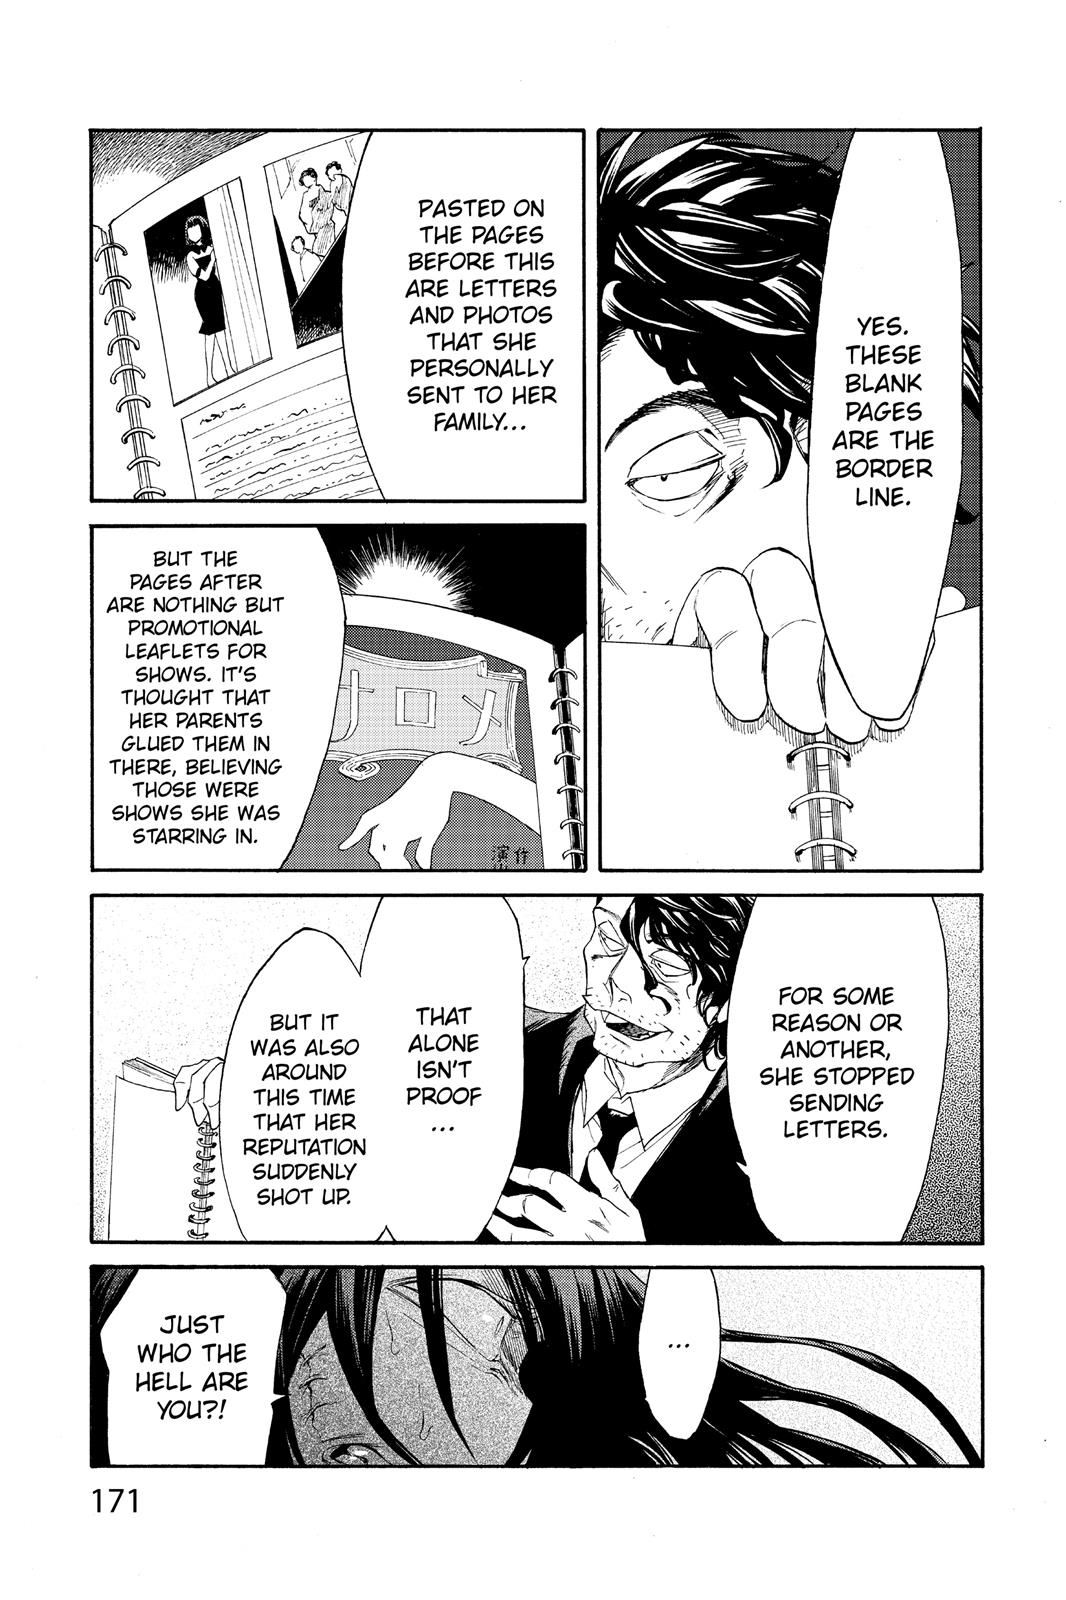 YES.
THESE
BLANK
PAGES
ARE THE
BORDER
LINE.
PASTED ON
THE PAGES
BEFORE THIS
ARE LETTERS
AND PHOTOS
THAT SHE
PERSONALLY
SENT TO HER
FAMILY...
BUT THE
PAGES AFTER
ARE NOTHING BUT
PROMOTIONAL
LEAFLETS FOR
SHOWS. IT'S
THOUGHT THAT
HER PARENTS
GLUED THEM IN
THERE, BELIEVING
THOSE WERE
SHOWS SHE WAS
STARRING IN.
サロメ
作
演
FOR SOME
REASON OR
ANOTHER,
SHE STOPPED
SENDING
LETTERS.
THAT
ALONE
ISN'T
PROOF
...
BUT IT
WAS ALSO
AROUND
THIS TIME
THAT HER
REPUTATION
SUDDENLY
SHOT UP.
...
JUST
WHO THE
HELL ARE
YOU?!
171